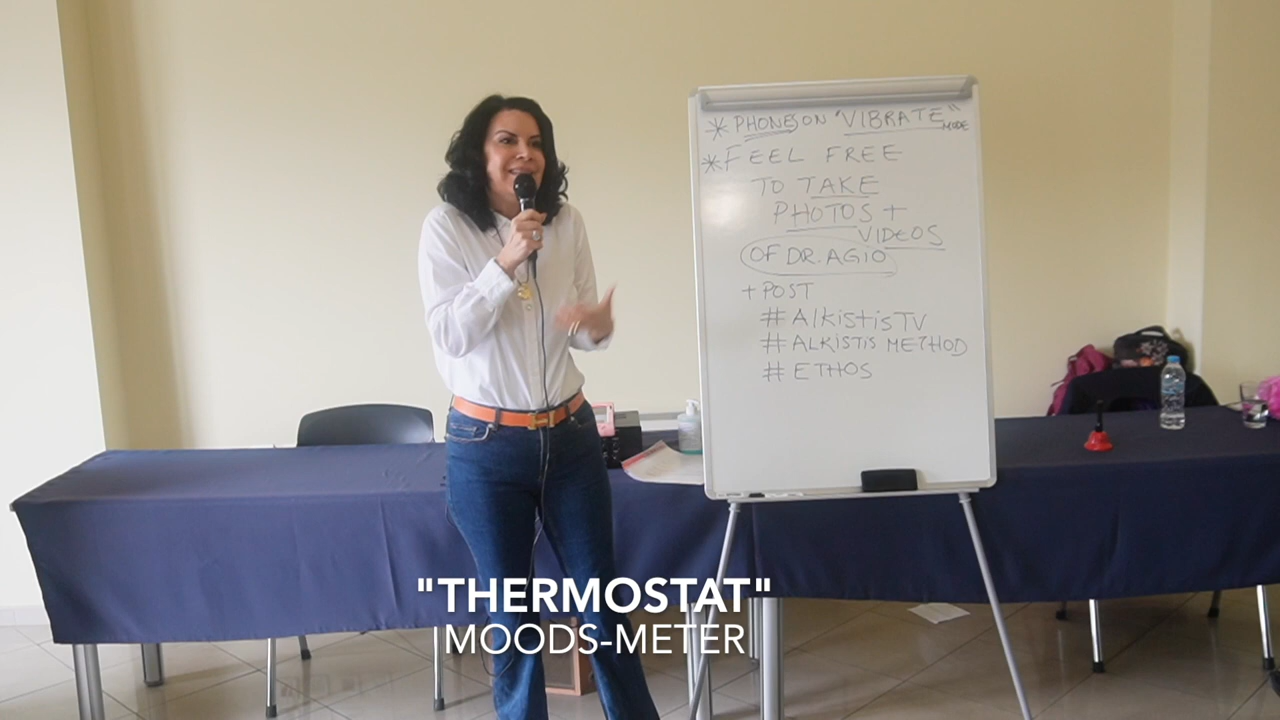 * PHONES ON "VIBRATE" MODE
* FEEL FREE
TO TAKE
PHOTOS +
VIDEOS
OF DR. AGIO
+ POST
# AlkistisTV
# ALKISTIS METHOD
# ETHOS
"THERMOSTAT"
MOODS-METER